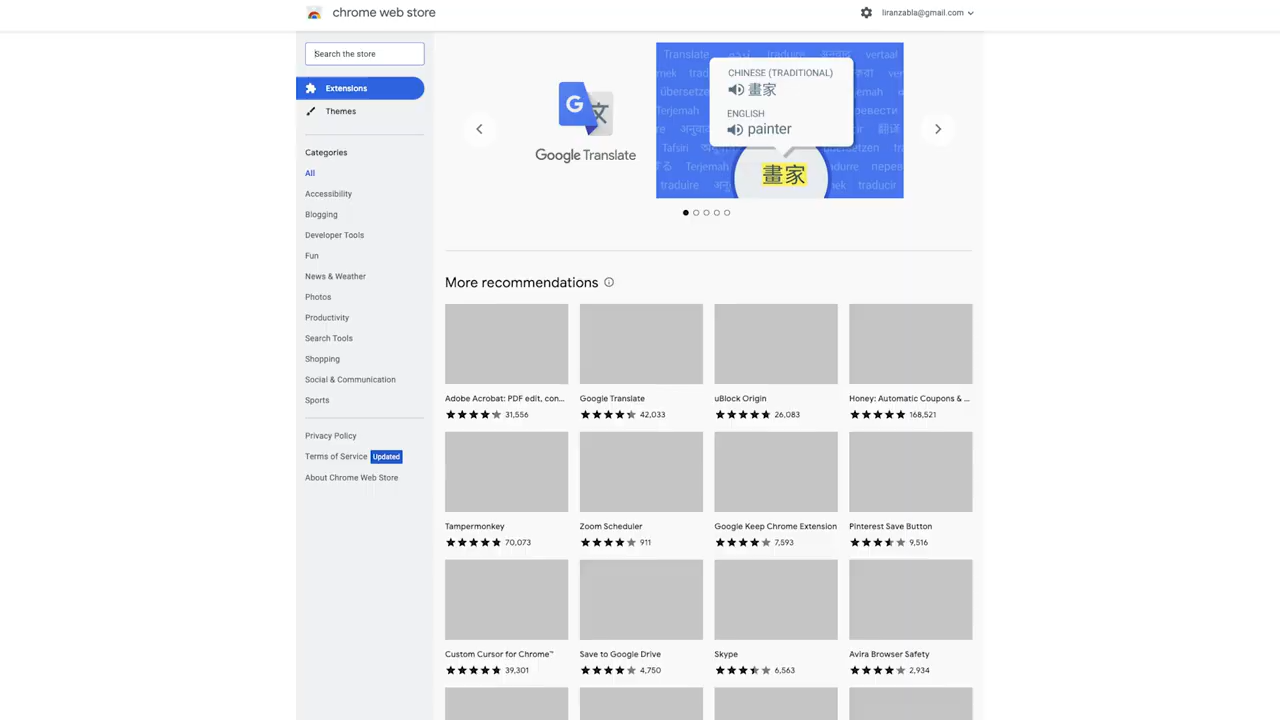 chrome web store
liranzabla@gmail.com
Search the store
Extensions
Themes
Categories
All
Accessibility
Blogging
Developer Tools
Fun
News & Weather
Photos
Productivity
Search Tools
Shopping
Social & Communication
Sports
Privacy Policy
Terms of Service Updated
About Chrome Web Store
G 文
Google Translate
CHINESE (TRADITIONAL)
畫家
ENGLISH
painter
畫家
More recommendations
Adobe Acrobat: PDF edit, con...
31,556
Google Translate
42,033
uBlock Origin
26,083
Honey: Automatic Coupons & ...
168,521
Tampermonkey
70,073
Zoom Scheduler
911
Google Keep Chrome Extension
7,593
Pinterest Save Button
9,516
Custom Cursor for Chrome™
39,301
Save to Google Drive
4,750
Skype
6,563
Avira Browser Safety
2,934